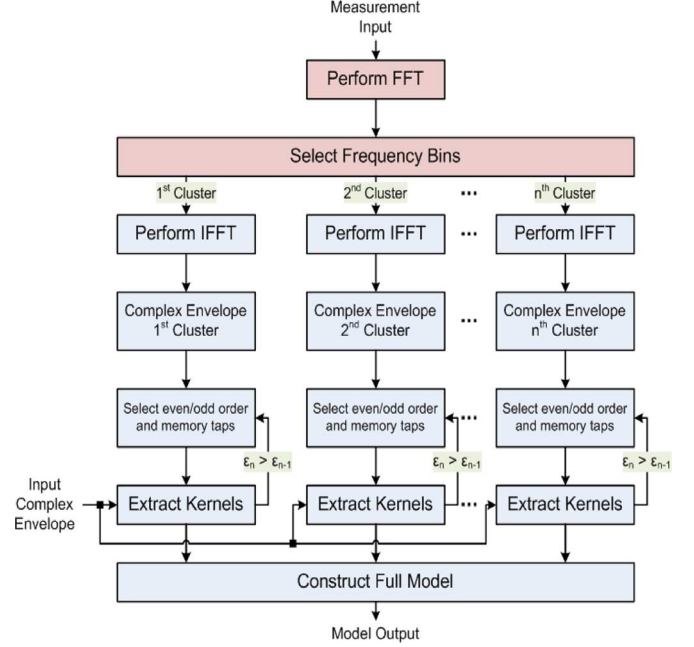 Measurement
Input
Perform FFT
Select Frequency Bins
1st Cluster
2nd Cluster
...
nth Cluster
Perform IFFT
Perform IFFT
...
Perform IFFT
Complex Envelope
1st Cluster
Complex Envelope
2nd Cluster
...
Complex Envelope
nth Cluster
Select even/odd order
and memory taps
Select even/odd order
and memory taps
...
Select even/odd order
and memory taps
εn > εn-1
εn > εn-1
εn > εn-1
Input
Complex
Envelope
Extract Kernels
Extract Kernels
...
Extract Kernels
Construct Full Model
Model Output